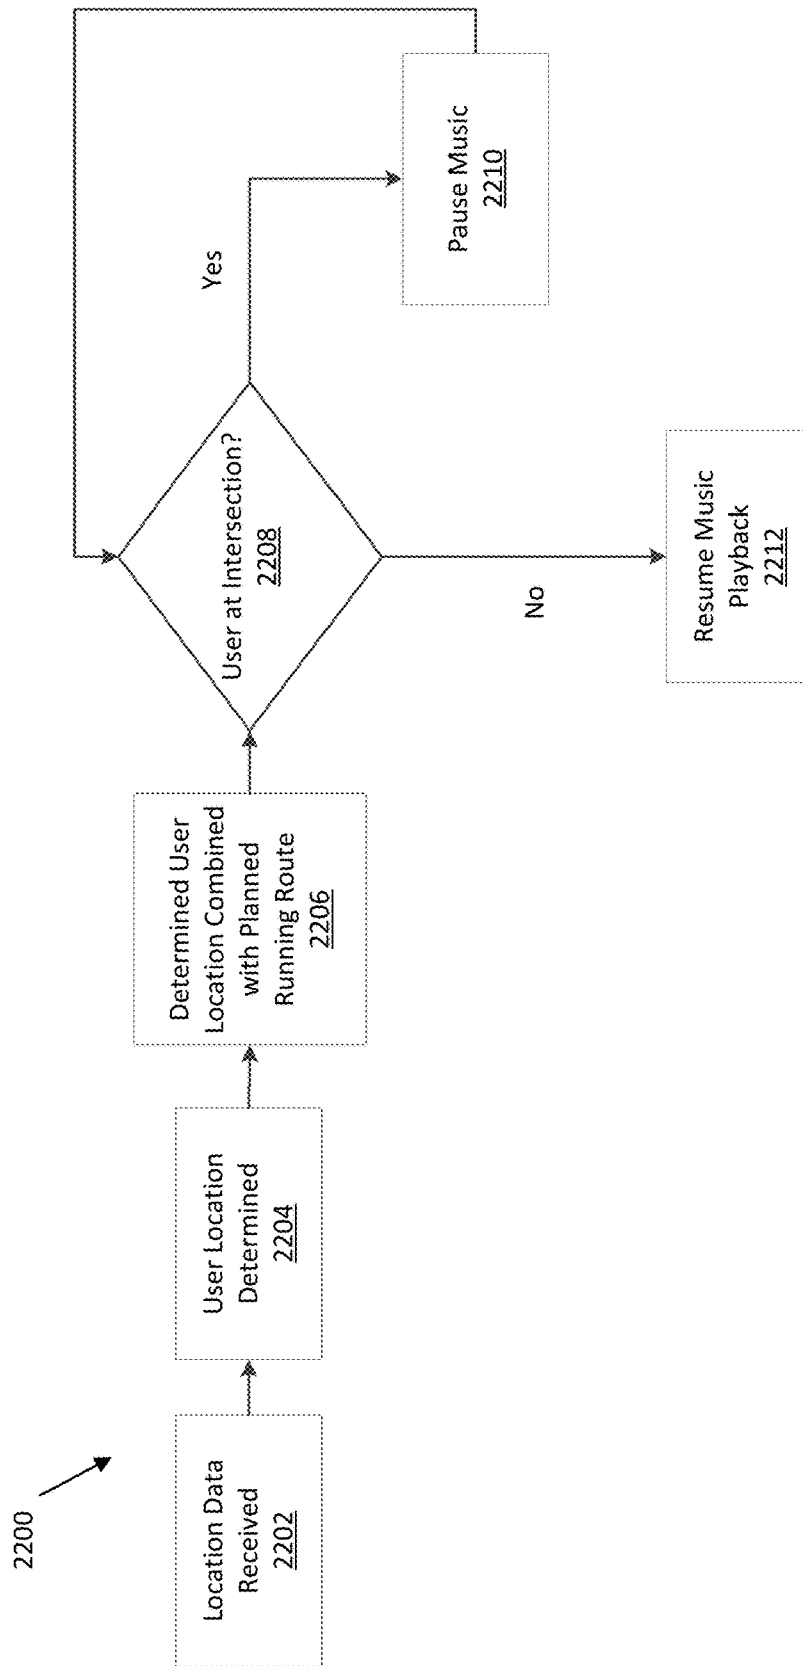 2200
Location Data
Received
2202
User Location
Determined
2204
Determined User
Location Combined
with Planned
Running Route
2206
User at Intersection?
2208
Yes
Pause Music
2210
No
Resume Music
Playback
2212